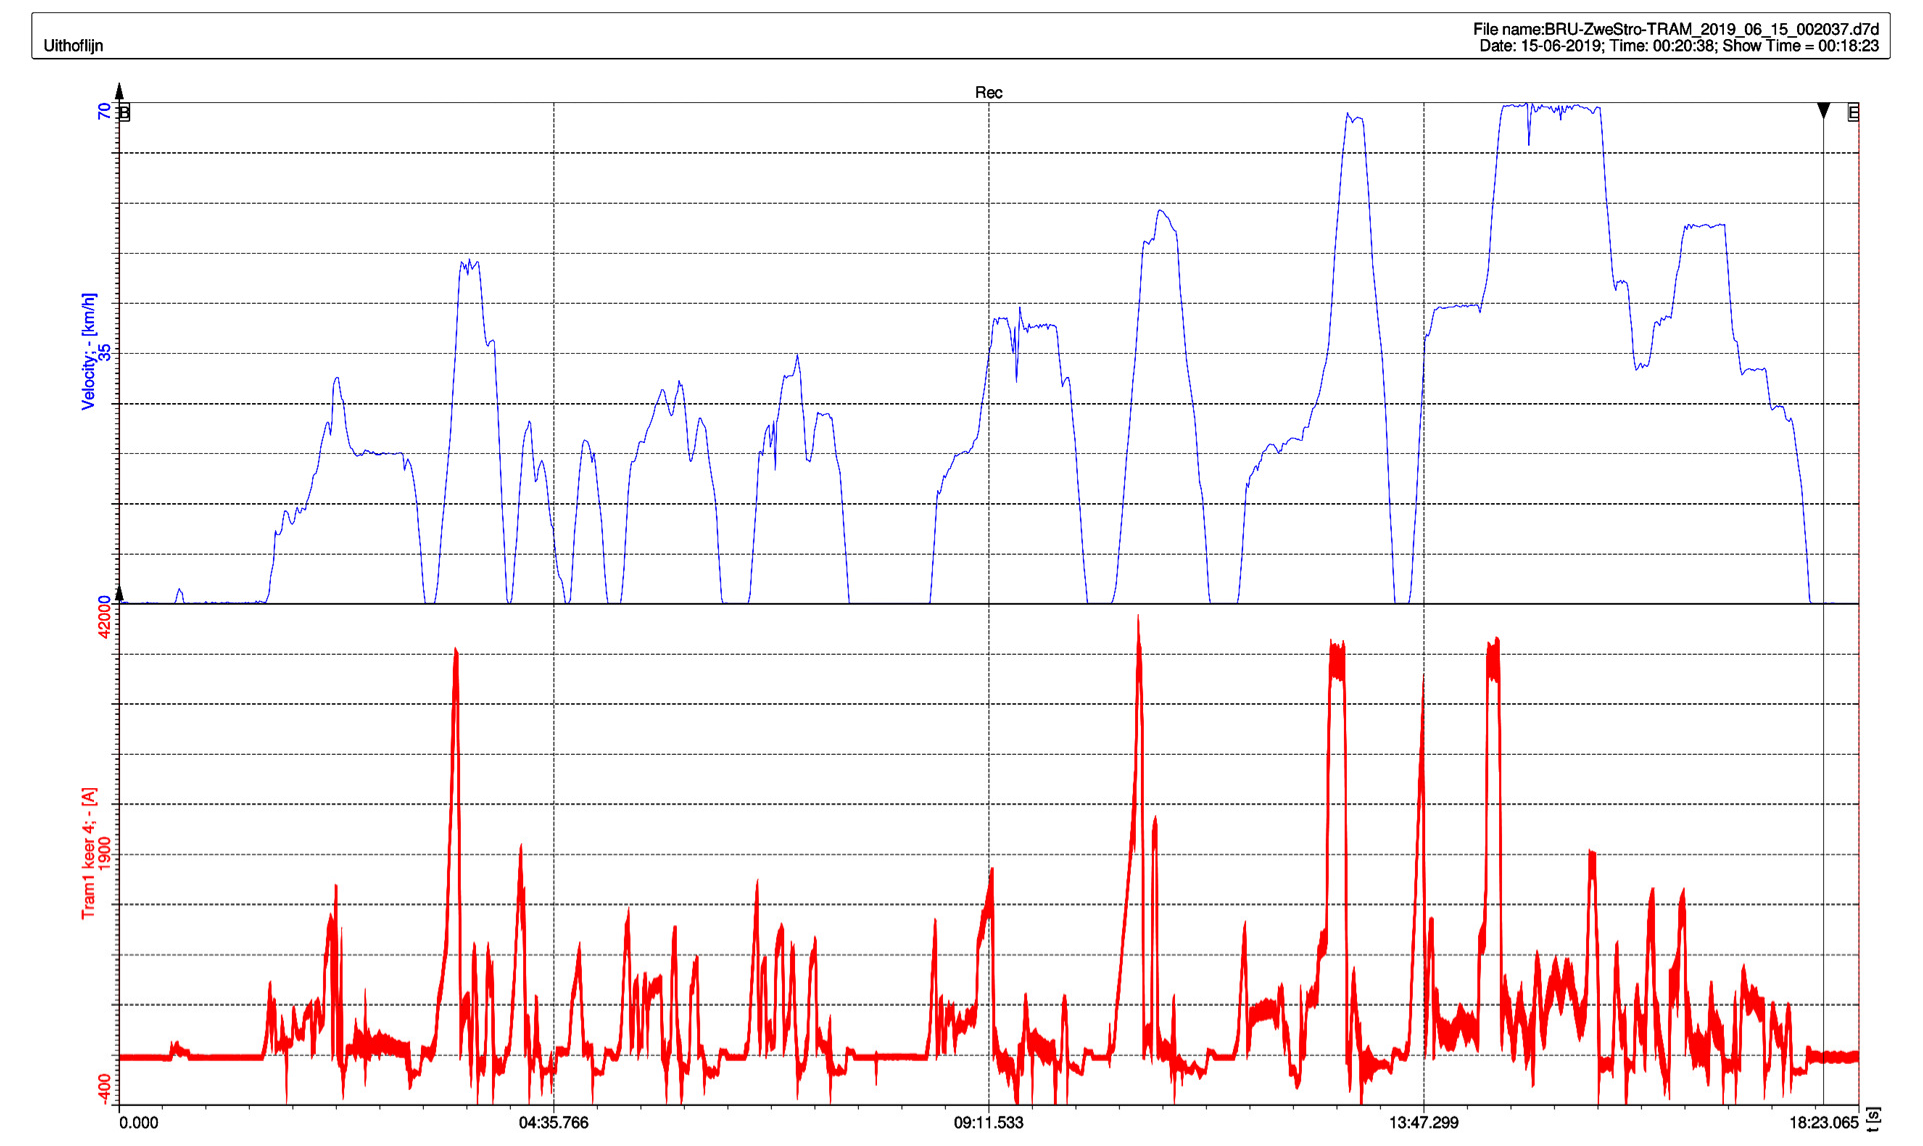 File name:BRU-ZweStro-TRAM_2019_06_15_002037.d7d
Uithoflijn
Date: 15-06-2019; Time: 00:20:38; Show Time = 00:18:23
Rec
B
E
70
35
0
Velocity; - [km/h]
4200
1900
-400
Tram1 keer 4; - [A]
0.000
04:35.766
09:11.533
13:47.299
18:23.065
t [s]